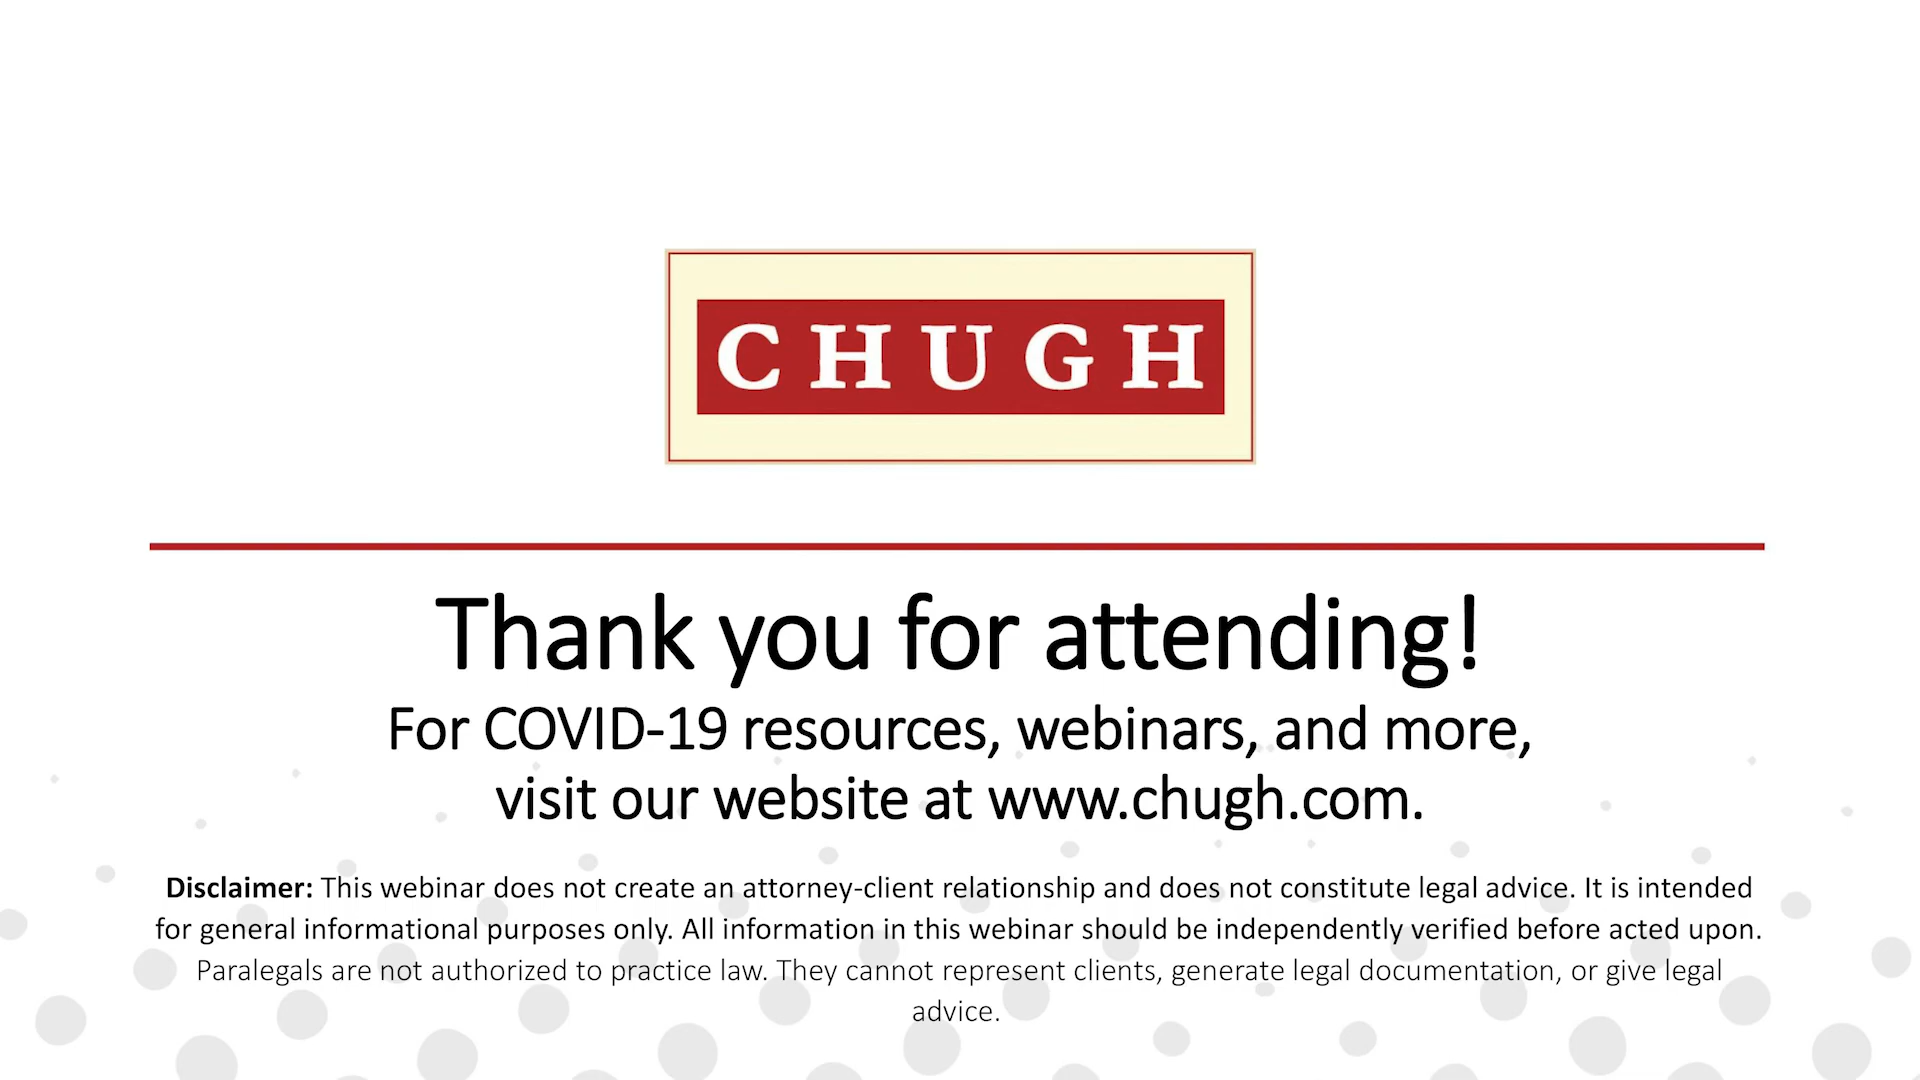 CHUGH
Thank you for attending!
For COVID-19 resources, webinars, and more,
visit our website at www.chugh.com.
Disclaimer: This webinar does not create an attorney-client relationship and does not constitute legal advice. It is intended
for general informational purposes only. All information in this webinar should be independently verified before acted upon.
Paralegals are not authorized to practice law. They cannot represent clients, generate legal documentation, or give legal
advice.